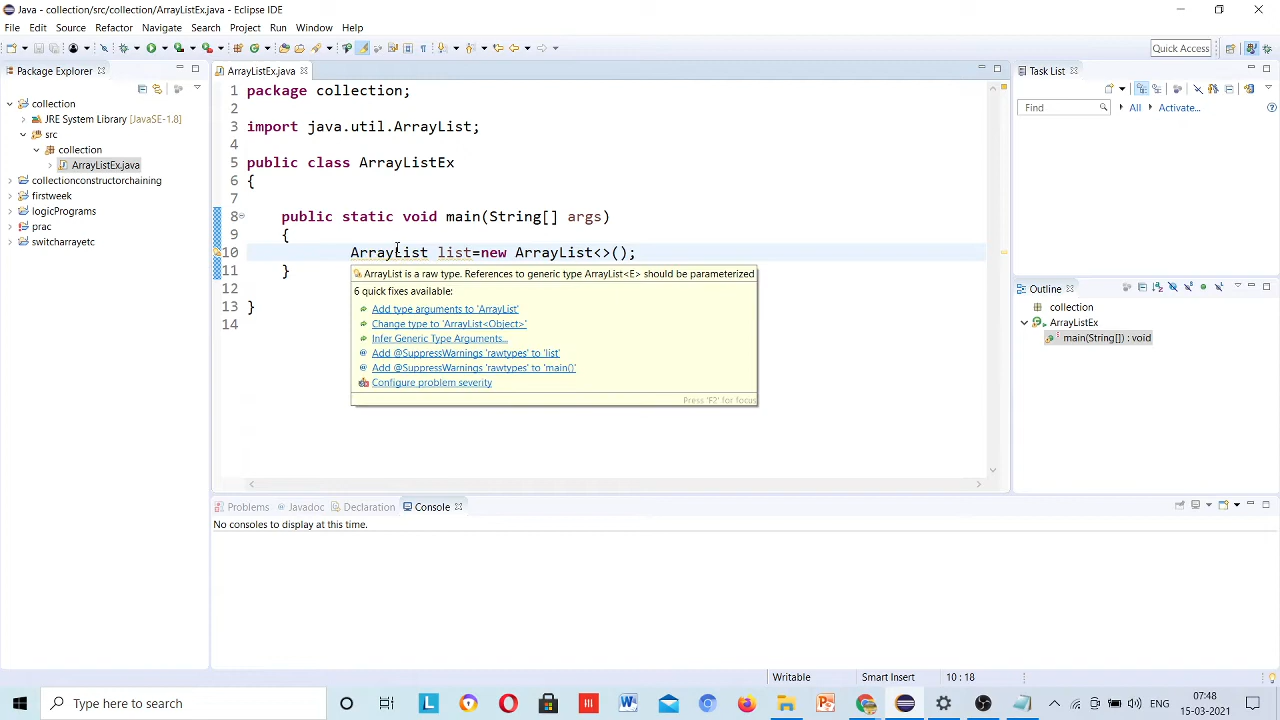 Java - collection/src/collection/ArrayListEx.java - Eclipse IDE
File Edit Source Refactor Navigate Search Project Run Window Help
Quick Access
Package Explorer
ArrayListEx.java
Task List
collection
JRE System Library [JavaSE-1.8]
src
collection
ArrayListEx.java
collectionconstructorchaining
firstweek
logicPrograms
prac
switcharrayetc
1 package collection;
2
3 import java.util.ArrayList;
4
5 public class ArrayListEx
6 {
7
8 public static void main(String[] args)
9 {
10 ArrayList list=new ArrayList<>();
11 }
12
13 }
14
ArrayList is a raw type. References to generic type ArrayList<E> should be parameterized
6 quick fixes available:
Add type arguments to 'ArrayList'
Change type to 'ArrayList<Object>'
Infer Generic Type Arguments...
Add @SuppressWarnings 'rawtypes' to 'list'
Add @SuppressWarnings 'rawtypes' to 'main()'
Configure problem severity
Press 'F2' for focus
Find
All
Activate...
Outline
collection
ArrayListEx
main(String[]) : void
Problems
Javadoc
Declaration
Console
No consoles to display at this time.
Writable
Smart Insert
10 : 18
Type here to search
ENG
07:48
15-03-2021